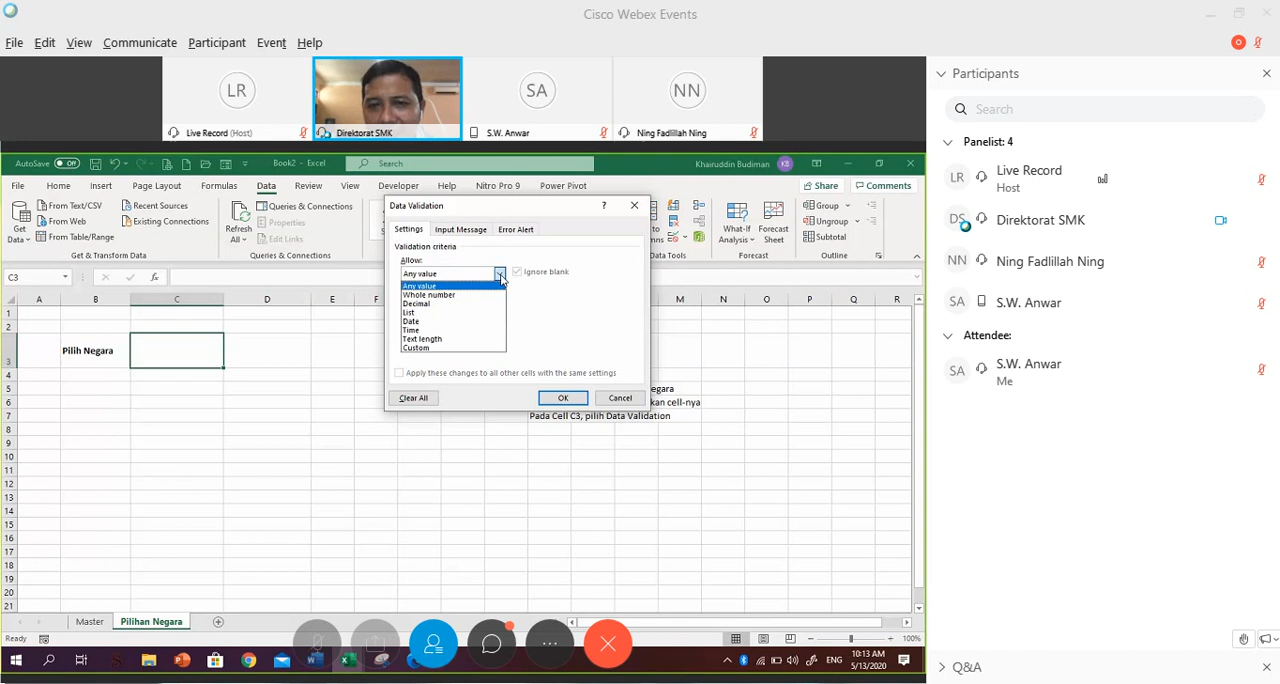 Cisco Webex Events
File Edit View Communicate Participant Event Help
LR SA NN
Live Record (Host) Direktorat SMK S.W. Anwar Ning Fadlillah Ning
AutoSave Off Book2 - Excel Search Khairuddin Budiman KB
File Home Insert Page Layout Formulas Data Review View Developer Help Nitro Pro 9 Power Pivot Share Comments
Get Data
From Text/CSV
From Web
From Table/Range
Recent Sources
Existing Connections
Get & Transform Data
Refresh All
Queries & Connections
Properties
Edit Links
Queries & Connections
Data Tools
What-If Analysis
Forecast Sheet
Forecast
Group
Ungroup
Subtotal
Outline
C3 fx
A B C D E F M N O P Q R
1
2
3 Pilih Negara
4
5 egara
6 kan cell-nya
7 Pada Cell C3, pilih Data Validation
8
9
10
11
12
13
14
15
16
17
18
19
20
21
Data Validation ?
Settings Input Message Error Alert
Validation criteria
Allow:
Any value Ignore blank
Any value
Whole number
Decimal
List
Date
Time
Text length
Custom
Apply these changes to all other cells with the same settings
Clear All OK Cancel
Master Pilihan Negara
Ready 100%
ENG 10:13 AM
5/13/2020
Participants
Search
Panelist: 4
LR Live Record
Host
DS Direktorat SMK
NN Ning Fadlillah Ning
SA S.W. Anwar
Attendee:
SA S.W. Anwar
Me
Q&A